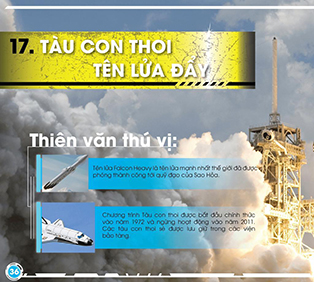 17. TÀU CON THOI
TÊN LỬA ĐẨY
Thiên văn thú vị:
Tên lửa Falcon Heavy là tên lửa mạnh nhất thế giới đã được
phóng thành công tới quỹ đạo của Sao Hỏa.
Chương trình Tàu con thoi được bắt đầu chính thức
vào năm 1972 và ngừng hoạt động vào năm 2011.
Các tàu con thoi sẽ được lưu giữ trong các viện
bảo tàng.
36